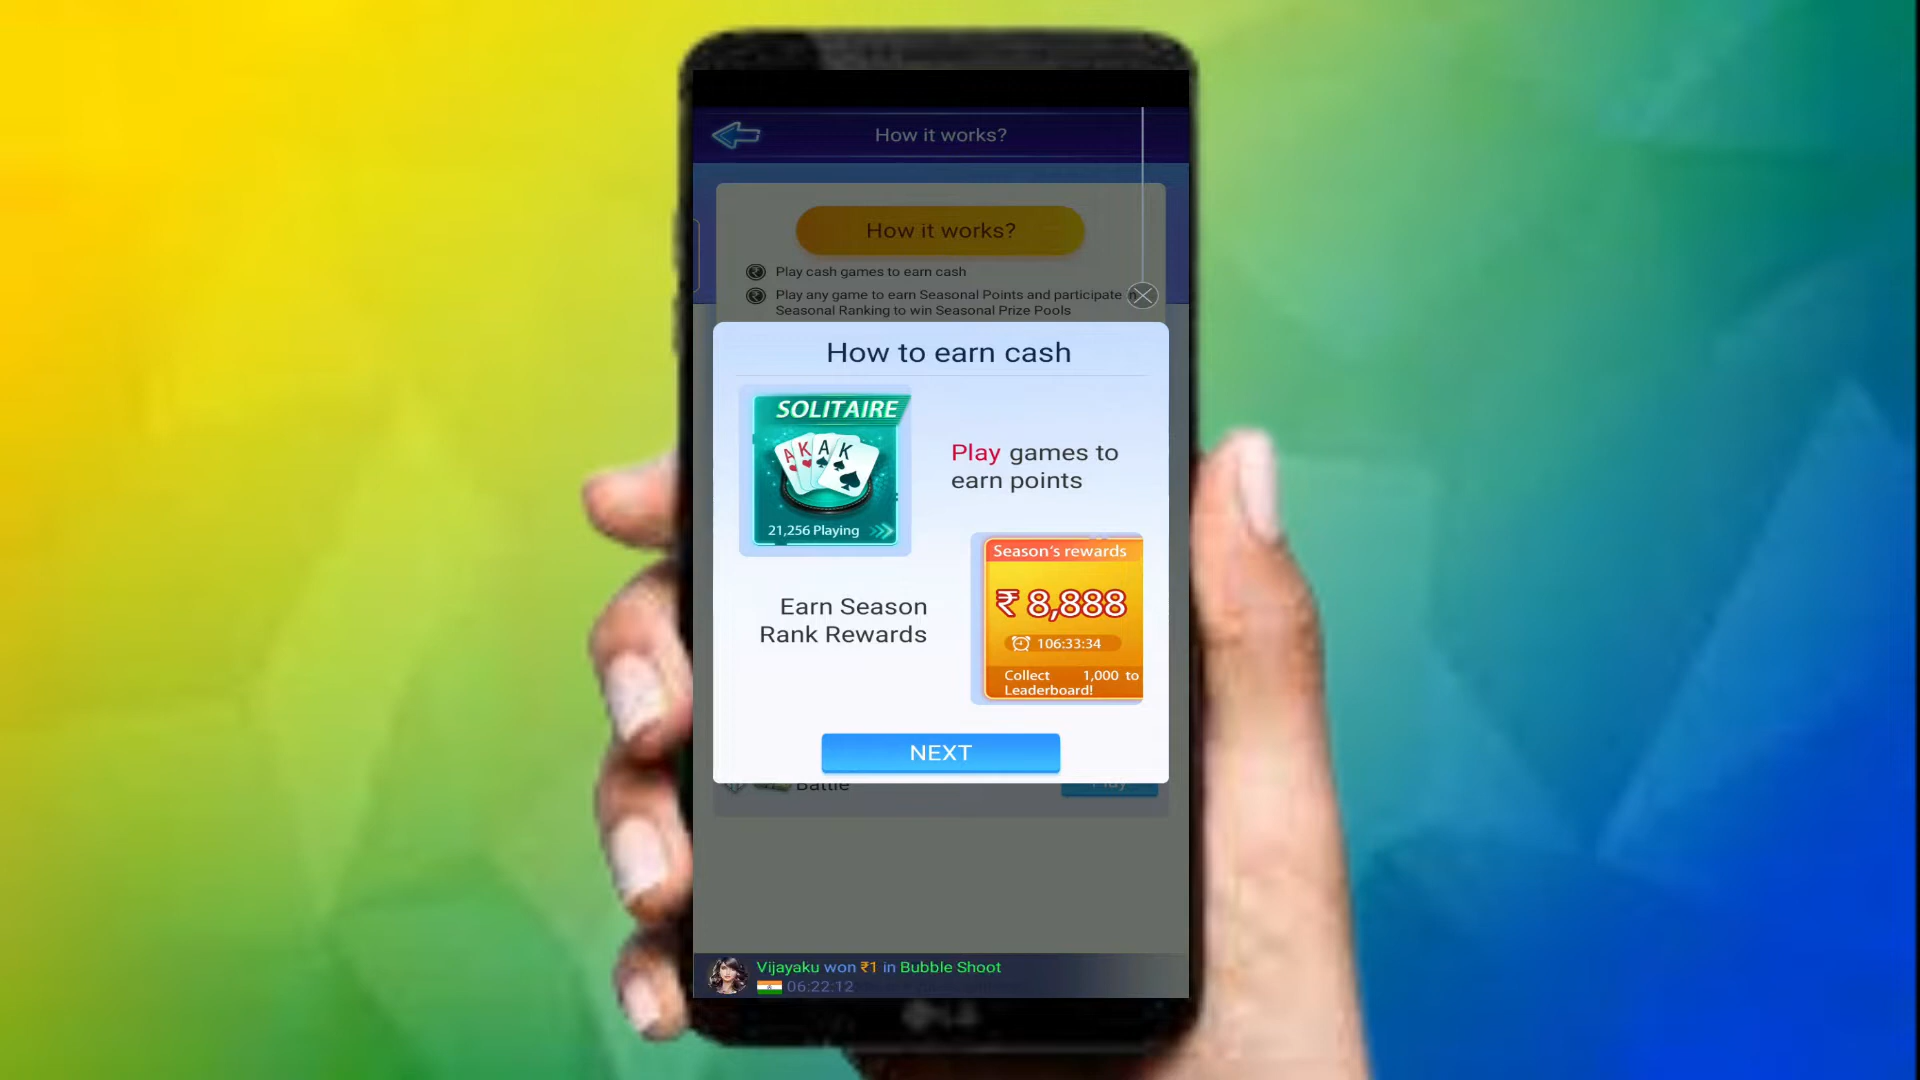 How it works?
How it works?
Play cash games to earn cash
Play any game to earn Seasonal Points and participate in
Seasonal Ranking to win Seasonal Prize Pools
How to earn cash
SOLITAIRE
A K A K
21,256 Playing
Play games to
earn points
Season's rewards
₹ 8,888
106:33:34
Collect 1,000 to
Leaderboard!
Earn Season
Rank Rewards
NEXT
Battle
Play
Vijayaku won ₹1 in Bubble Shoot
06:22:12
LG